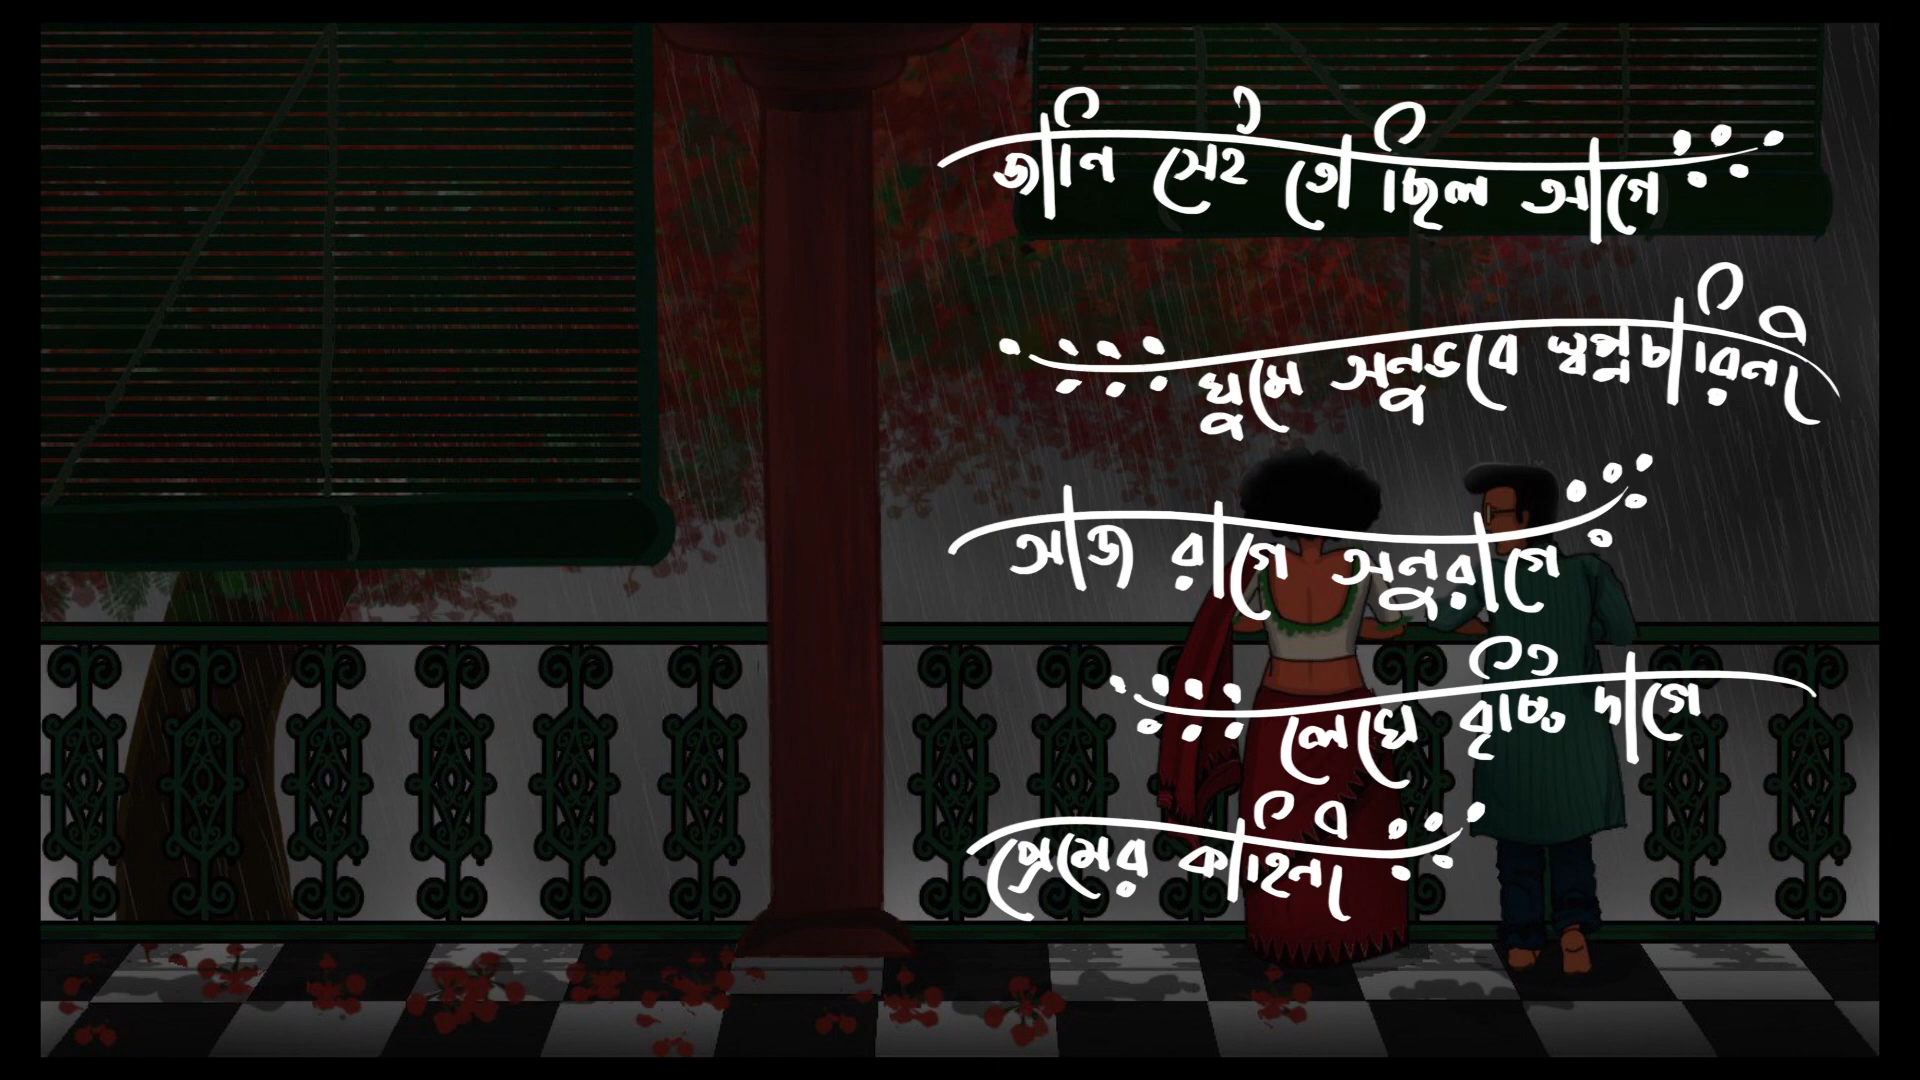 জানি সেই তো ছিল আগে
ঘুমে অনুভবে স্বপ্নচারিনী
আজ রাগে অনুরাগে
লেখে বৃষ্টি দাগে
প্রেমের কাহিনী